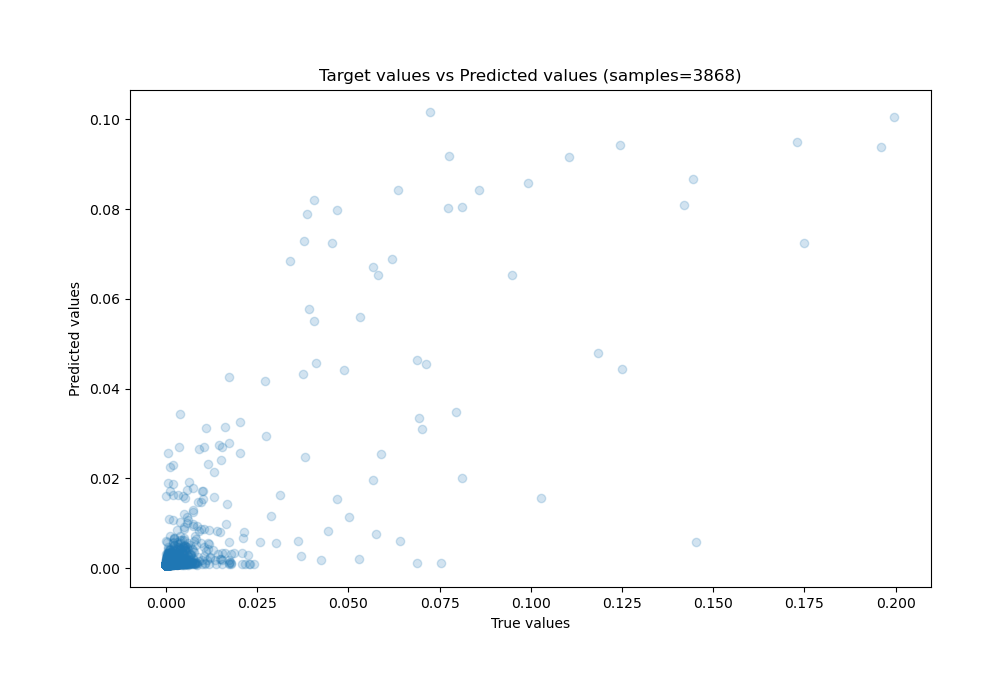 Target values vs Predicted values (samples=3868)
Predicted values
0.10
0.08
0.06
0.04
0.02
0.00
0.000 0.025 0.050 0.075 0.100 0.125 0.150 0.175 0.200
True values